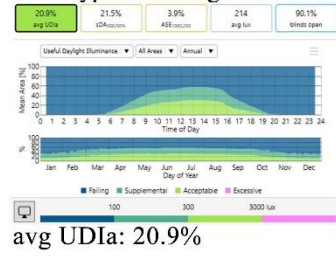 20.9% 21.5% 3.9% 214 90.1%
avg UDIa sDA300/50% ASE1000,250 avg lux blinds open
Useful Daylight Illuminance ▼ All Areas ▼ Annual ▼
Mean Area [%]
100
80
60
40
20
0
0 1 2 3 4 5 6 7 8 9 10 11 12 13 14 15 16 17 18 19 20 21 22 23 24
Time of Day
%
100
80
60
40
20
0
Jan Feb Mar Apr May Jun Jul Aug Sep Oct Nov Dec
Day of Year
Failing Supplemental Acceptable Excessive
100 300 3000 lux
avg UDIa: 20.9%